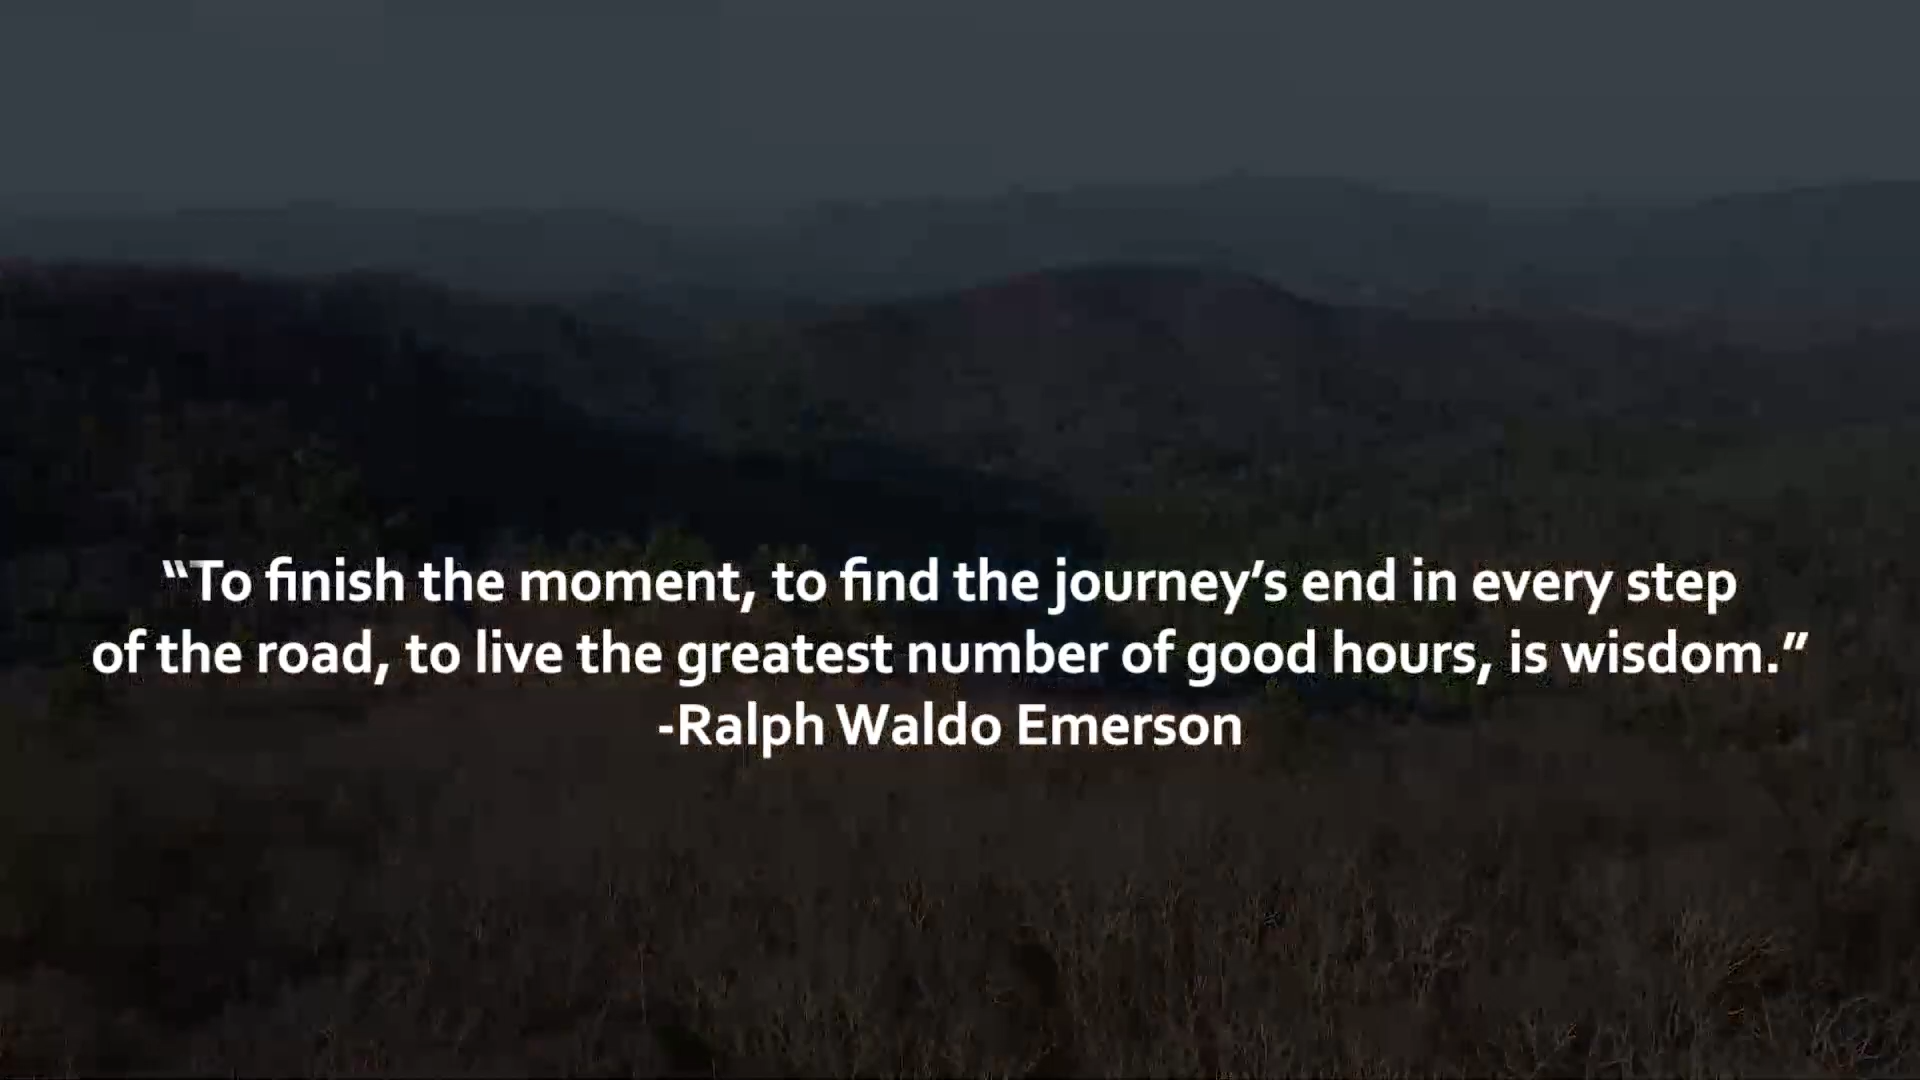 “To finish the moment, to find the journey’s end in every step
of the road, to live the greatest number of good hours, is wisdom.”
-Ralph Waldo Emerson